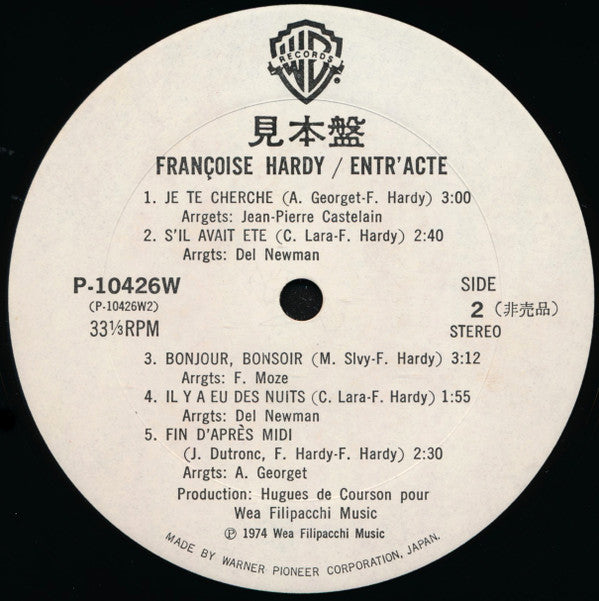 RECORDS
見本盤
FRANÇOISE HARDY / ENTR'ACTE
1. JE TE CHERCHE (A. Georget-F. Hardy) 3:00
Arrgets: Jean-Pierre Castelain
2. S'IL AVAIT ETE (C. Lara-F. Hardy) 2:40
Arrgts: Del Newman
P-10426W
(P-10426W2)
33⅓RPM
SIDE
2 (非売品)
STEREO
3. BONJOUR, BONSOIR (M. Slvy-F. Hardy) 3:12
Arrgts: F. Moze
4. IL Y A EU DES NUITS (C. Lara-F. Hardy) 1:55
Arrgts: Del Newman
5. FIN D'APRÈS MIDI
(J. Dutronc, F. Hardy-F. Hardy) 2:30
Arrgts: A. Georget
Production: Hugues de Courson pour
Wea Filipacchi Music
Ⓟ 1974 Wea Filipacchi Music
MADE BY WARNER PIONEER CORPORATION, JAPAN.